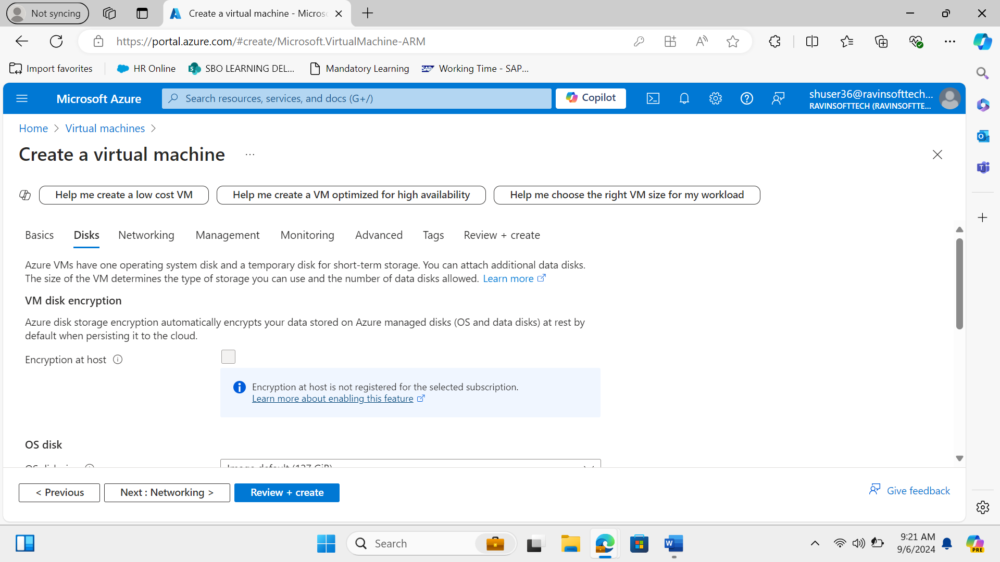 Not syncing
Create a virtual machine - Micros
https://portal.azure.com/#create/Microsoft.VirtualMachine-ARM
Import favorites
HR Online
SBO LEARNING DEL...
Mandatory Learning
Working Time - SAP...
Microsoft Azure
Search resources, services, and docs (G+/)
Copilot
shuser36@ravinsofttech...
RAVINSOFTTECH (RAVINSOFTTE...
Home > Virtual machines >
Create a virtual machine ...
Help me create a low cost VM
Help me create a VM optimized for high availability
Help me choose the right VM size for my workload
Basics Disks Networking Management Monitoring Advanced Tags Review + create
Azure VMs have one operating system disk and a temporary disk for short-term storage. You can attach additional data disks.
The size of the VM determines the type of storage you can use and the number of data disks allowed. Learn more
VM disk encryption
Azure disk storage encryption automatically encrypts your data stored on Azure managed disks (OS and data disks) at rest by
default when persisting it to the cloud.
Encryption at host
Encryption at host is not registered for the selected subscription.
Learn more about enabling this feature
OS disk
Image default (127 GiB)
< Previous
Next : Networking >
Review + create
Give feedback
Search
9:21 AM
9/6/2024
PRE